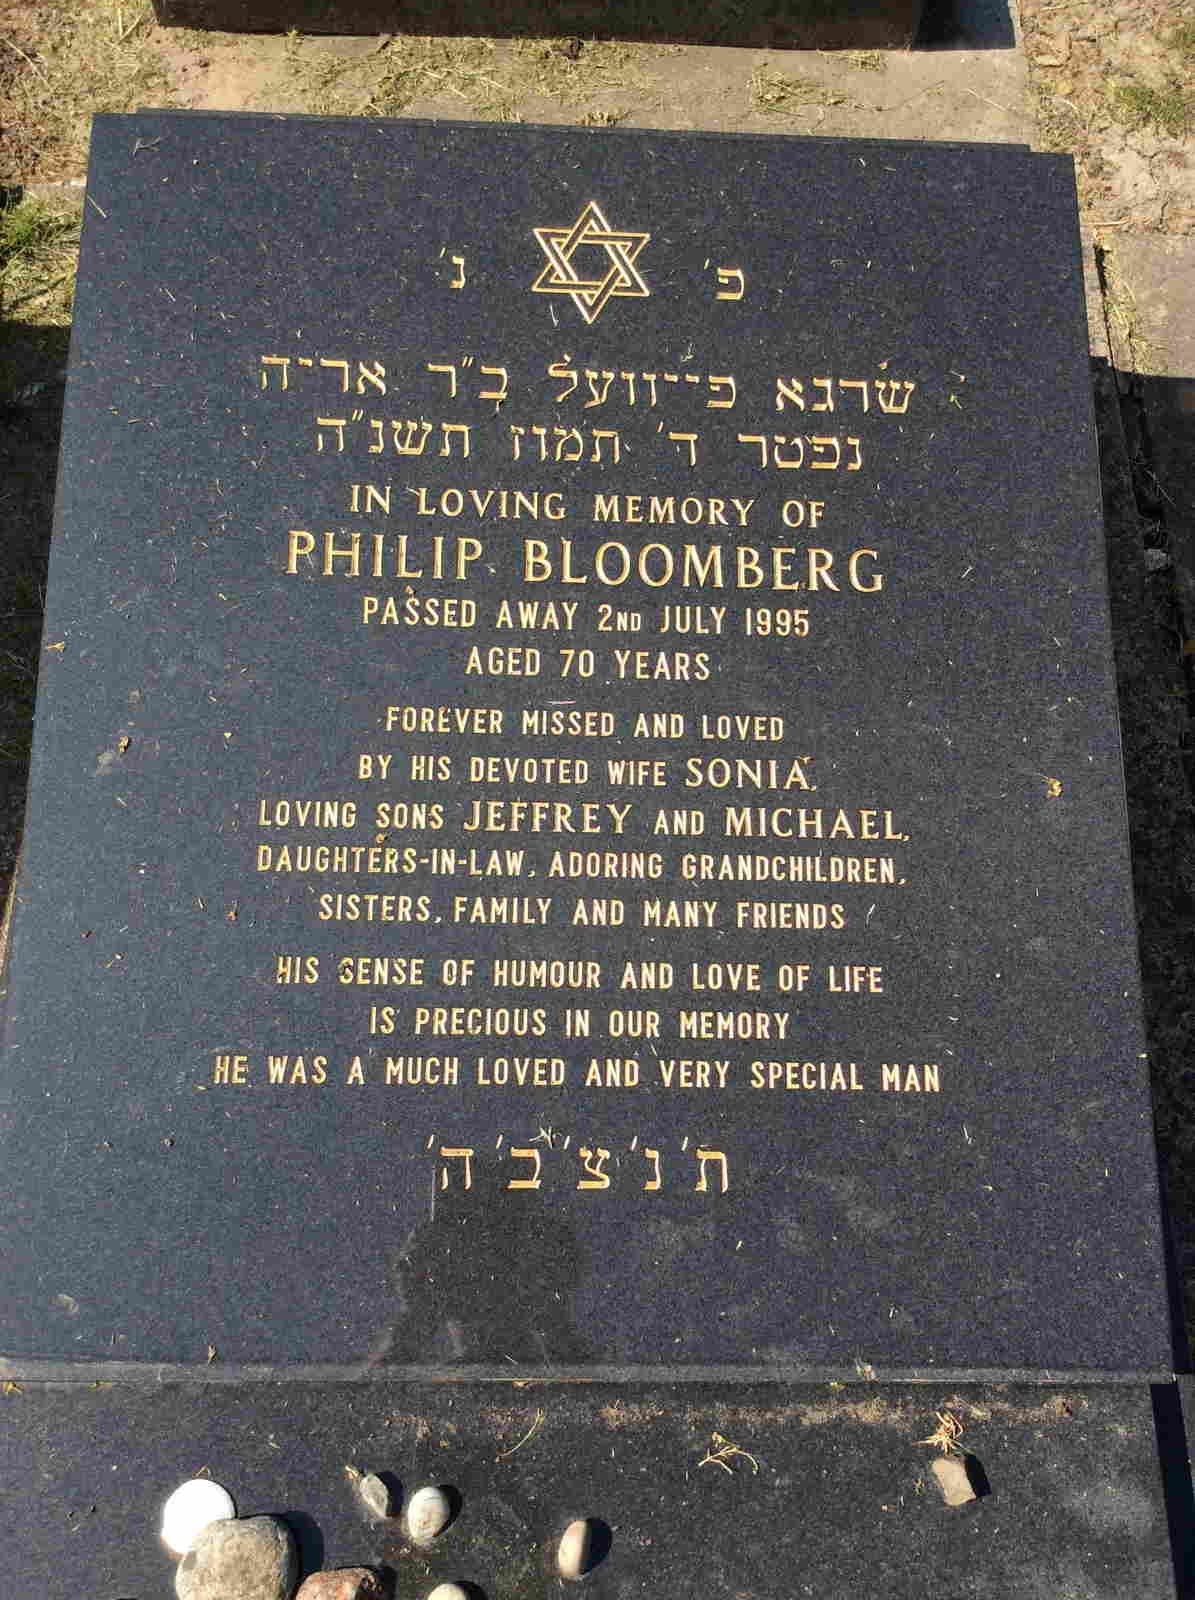 פ׳ נ׳
שרגא פייוועל ב״ר אריה
נפטר ד׳ תמוז תשנ״ה
IN LOVING MEMORY OF
PHILIP BLOOMBERG
PASSED AWAY 2ND JULY 1995
AGED 70 YEARS
FOREVER MISSED AND LOVED
BY HIS DEVOTED WIFE SONIA,
LOVING SONS JEFFREY AND MICHAEL,
DAUGHTERS-IN-LAW, ADORING GRANDCHILDREN,
SISTERS, FAMILY AND MANY FRIENDS
HIS SENSE OF HUMOUR AND LOVE OF LIFE
IS PRECIOUS IN OUR MEMORY
HE WAS A MUCH LOVED AND VERY SPECIAL MAN
ת׳ נ׳ צ׳ ב׳ ה׳